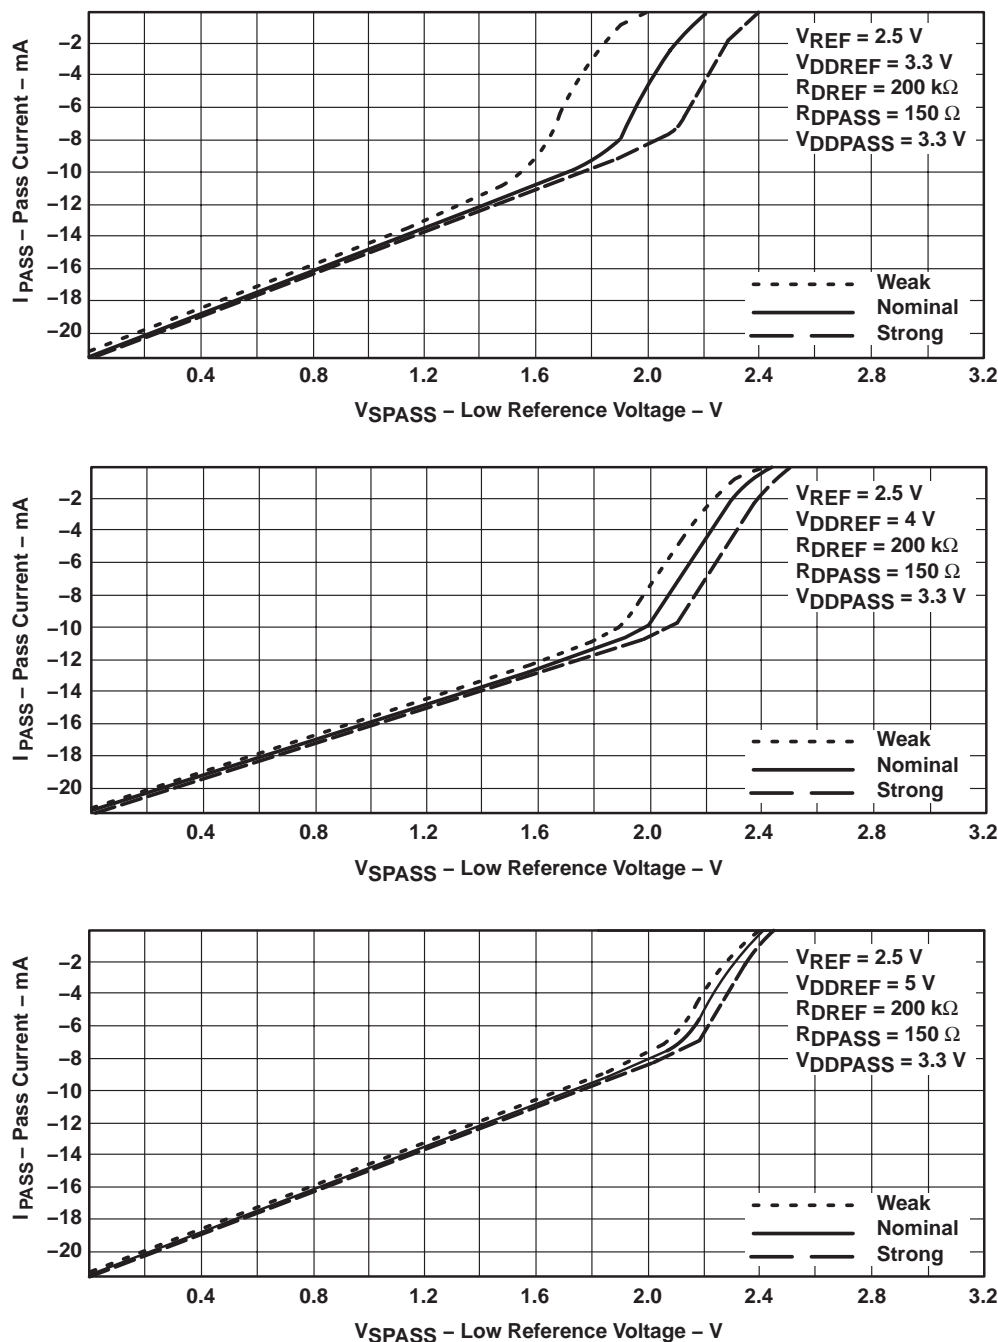 I PASS – Pass Current – mA
–2
–4
–6
–8
–10
–12
–14
–16
–18
–20
VREF = 2.5 V
VDDREF = 3.3 V
RDREF = 200 kΩ
RDPASS = 150 Ω
VDDPASS = 3.3 V
Weak
Nominal
Strong
0.4 0.8 1.2 1.6 2.0 2.4 2.8 3.2
VSPASS – Low Reference Voltage – V
I PASS – Pass Current – mA
–2
–4
–6
–8
–10
–12
–14
–16
–18
–20
VREF = 2.5 V
VDDREF = 4 V
RDREF = 200 kΩ
RDPASS = 150 Ω
VDDPASS = 3.3 V
Weak
Nominal
Strong
0.4 0.8 1.2 1.6 2.0 2.4 2.8 3.2
VSPASS – Low Reference Voltage – V
I PASS – Pass Current – mA
–2
–4
–6
–8
–10
–12
–14
–16
–18
–20
VREF = 2.5 V
VDDREF = 5 V
RDREF = 200 kΩ
RDPASS = 150 Ω
VDDPASS = 3.3 V
Weak
Nominal
Strong
0.4 0.8 1.2 1.6 2.0 2.4 2.8 3.2
VSPASS – Low Reference Voltage – V